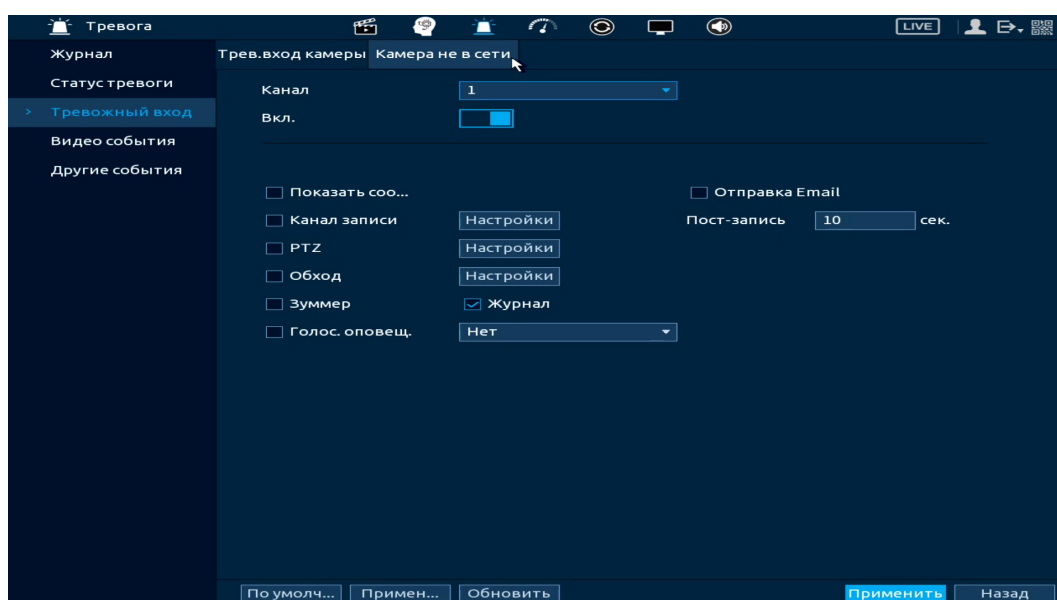 Тревога LIVE
Журнал Трев.вход камеры Камера не в сети
Статус тревоги
Канал 1
> Тревожный вход
Вкл.
Видео события
Другие события
Показать соо... Отправка Email
Канал записи Настройки Пост-запись 10 сек.
PTZ Настройки
Обход Настройки
Зуммер Журнал
Голос. оповещ. Нет
По умолч... Примен... Обновить Применить Назад